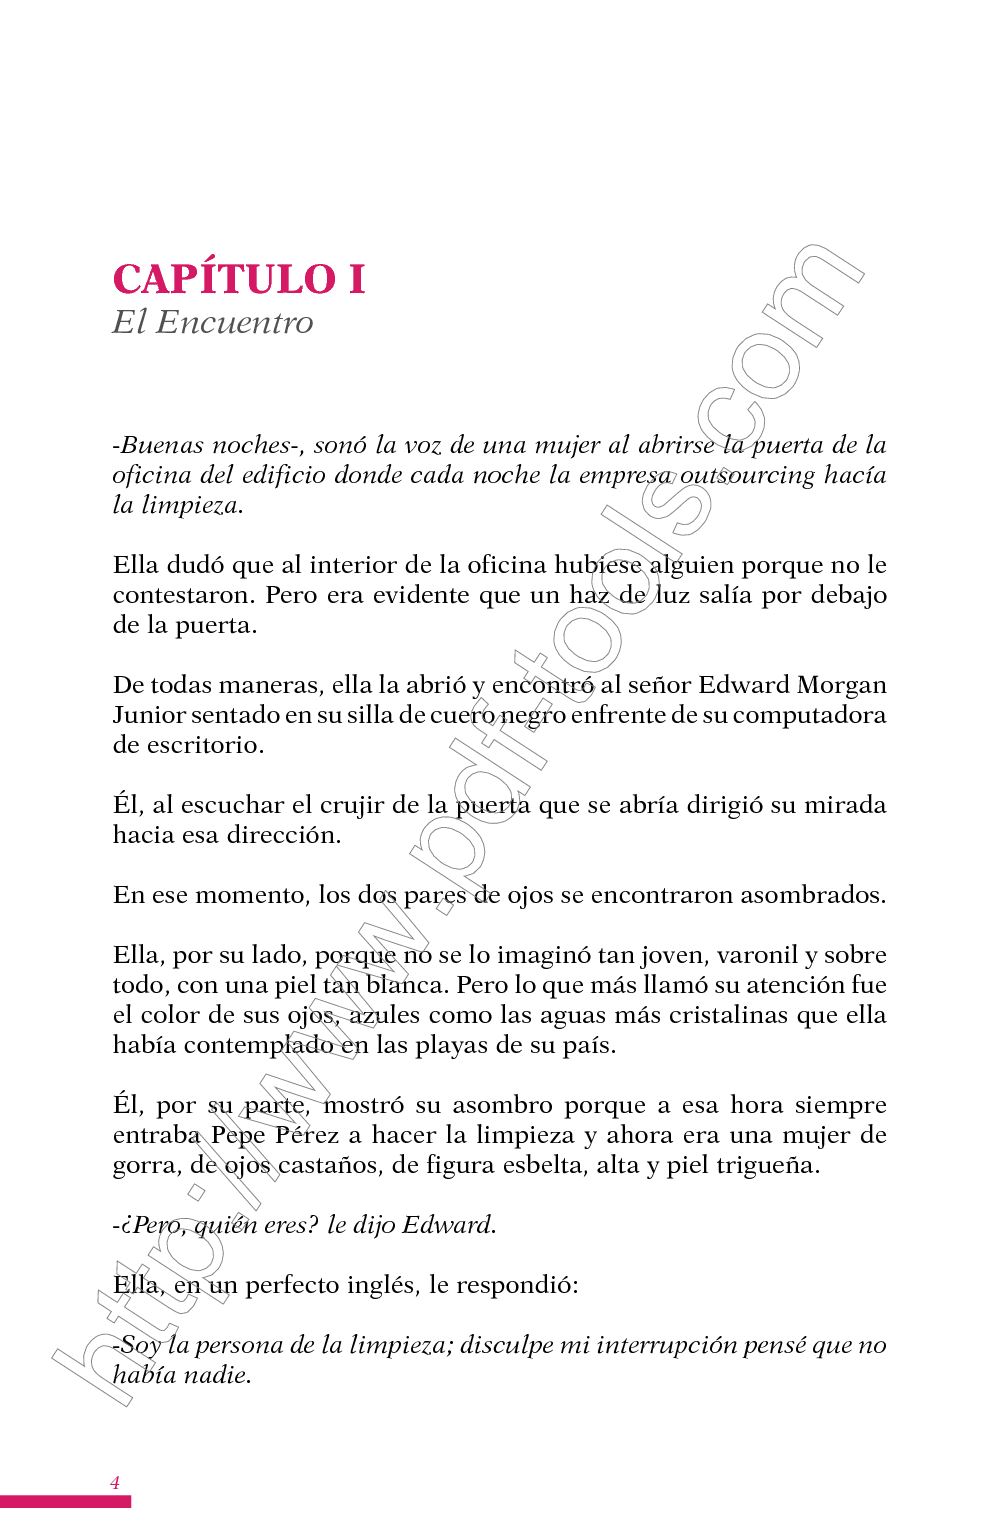 CAPÍTULO I
El Encuentro
-Buenas noches-, sonó la voz de una mujer al abrirse la puerta de la
oficina del edificio donde cada noche la empresa outsourcing hacía
la limpieza.
Ella dudó que al interior de la oficina hubiese alguien porque no le
contestaron. Pero era evidente que un haz de luz salía por debajo
de la puerta.
De todas maneras, ella la abrió y encontró al señor Edward Morgan
Junior sentado en su silla de cuero negro enfrente de su computadora
de escritorio.
Él, al escuchar el crujir de la puerta que se abría dirigió su mirada
hacia esa dirección.
En ese momento, los dos pares de ojos se encontraron asombrados.
Ella, por su lado, porque no se lo imaginó tan joven, varonil y sobre
todo, con una piel tan blanca. Pero lo que más llamó su atención fue
el color de sus ojos, azules como las aguas más cristalinas que ella
había contemplado en las playas de su país.
Él, por su parte, mostró su asombro porque a esa hora siempre
entraba Pepe Pérez a hacer la limpieza y ahora era una mujer de
gorra, de ojos castaños, de figura esbelta, alta y piel trigueña.
-¿Pero, quién eres? le dijo Edward.
Ella, en un perfecto inglés, le respondió:
-Soy la persona de la limpieza; disculpe mi interrupción pensé que no
había nadie.
4
http://www.pdf-tools.com